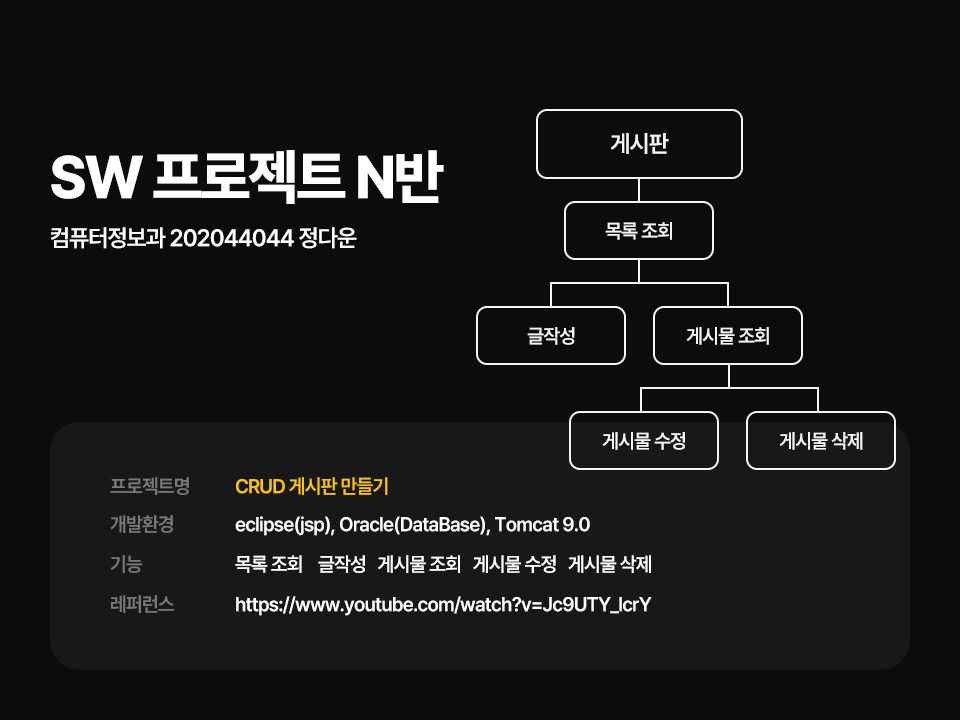 SW 프로젝트 N반
컴퓨터정보과 202044044 정다운
게시판
목록 조회
글작성
게시물 조회
게시물 수정
게시물 삭제
프로젝트명 CRUD 게시판 만들기
개발환경 eclipse(jsp), Oracle(DataBase), Tomcat 9.0
기능 목록 조회 글작성 게시물 조회 게시물 수정 게시물 삭제
레퍼런스 https://www.youtube.com/watch?v=Jc9UTY_lcrY